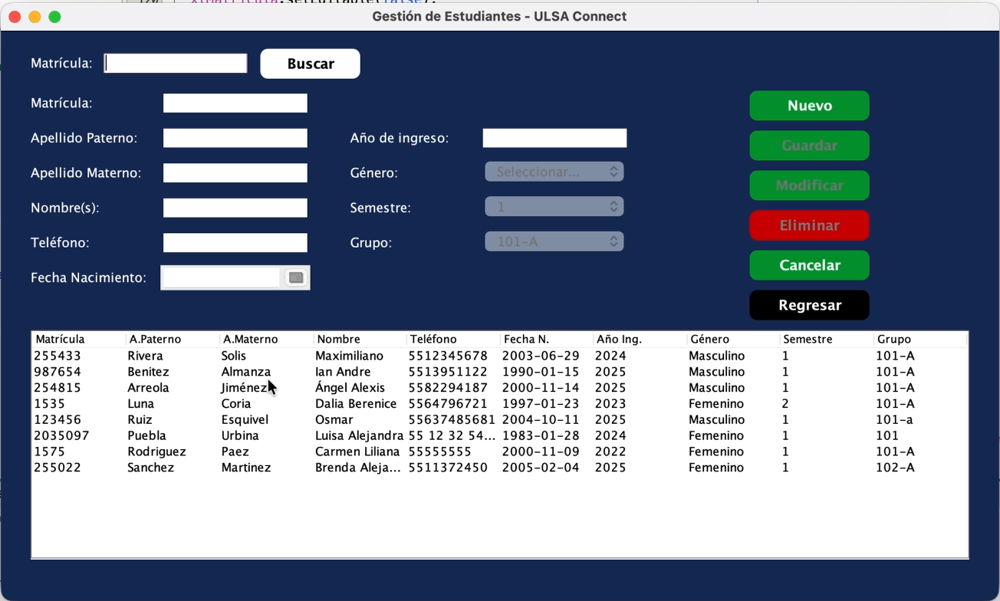 Gestión de Estudiantes - ULSA Connect
Matrícula: Buscar
Matrícula: Nuevo
Apellido Paterno: Año de ingreso: Guardar
Apellido Materno: Género: Seleccionar... Modificar
Nombre(s): Semestre: 1 Eliminar
Teléfono: Grupo: 101-A Cancelar
Fecha Nacimiento: Regresar
Matrícula A.Paterno A.Materno Nombre Teléfono Fecha N. Año Ing. Género Semestre Grupo
255433 Rivera Solis Maximiliano 5512345678 2003-06-29 2024 Masculino 1 101-A
987654 Benitez Almanza Ian Andre 5513951122 1990-01-15 2025 Masculino 1 101-A
254815 Arreola Jiménez Ángel Alexis 5582294187 2000-11-14 2025 Masculino 1 101-A
1535 Luna Coria Dalia Berenice 5564796721 1997-01-23 2023 Femenino 2 101-A
123456 Ruiz Esquivel Osmar 55637485681 2004-10-11 2025 Masculino 1 101-a
2035097 Puebla Urbina Luisa Alejandra 55 12 32 54... 1983-01-28 2024 Femenino 1 101
1575 Rodriguez Paez Carmen Liliana 55555555 2000-11-09 2022 Femenino 1 101-A
255022 Sanchez Martinez Brenda Aleja... 5511372450 2005-02-04 2025 Femenino 1 102-A